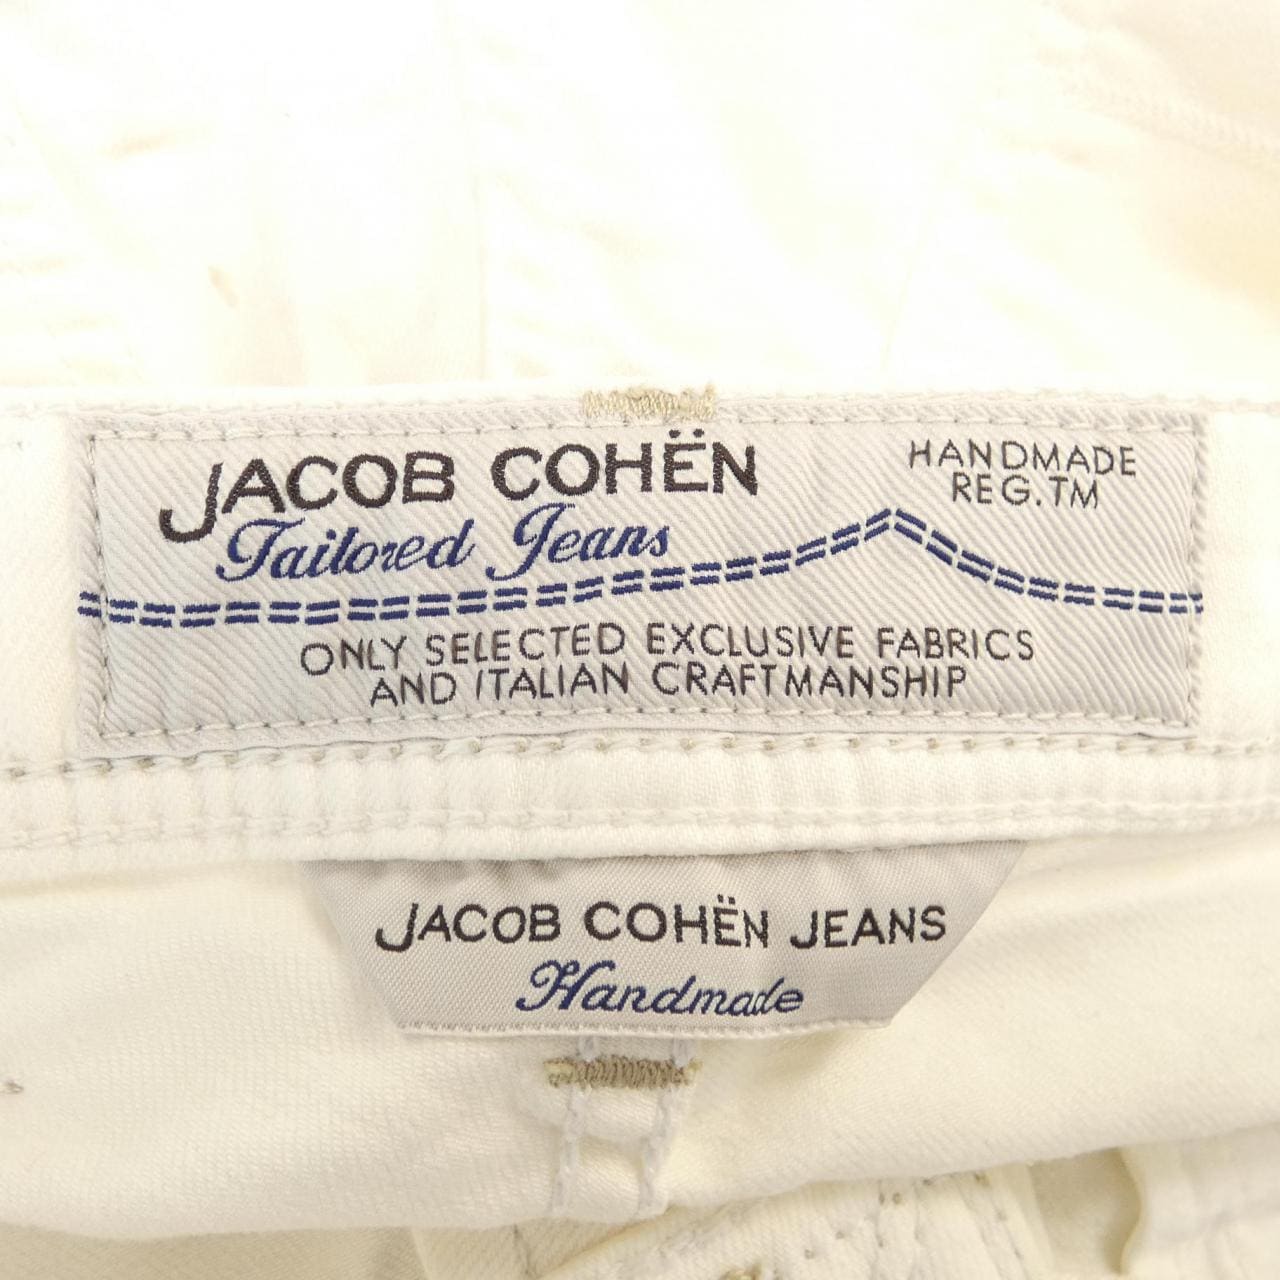 JACOB COHËN
Tailored Jeans
HANDMADE
REG.TM
ONLY SELECTED EXCLUSIVE FABRICS
AND ITALIAN CRAFTMANSHIP
JACOB COHËN JEANS
Handmade